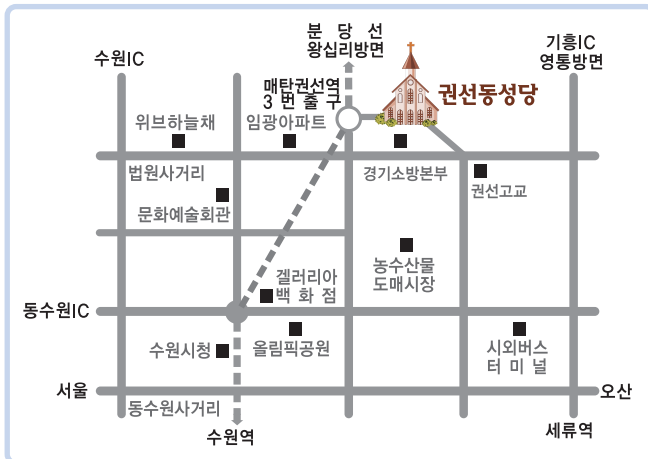 분 당 선
왕십리방면
기흥IC
영통방면
수원IC
매탄권선역
3 번 출 구
권선동성당
위브하늘채
임광아파트
법원사거리
경기소방본부
권선고교
문화예술회관
농수산물
도매시장
겔러리아
백 화 점
동수원IC
수원시청
올림픽공원
시외버스
터 미 널
서울
오산
동수원사거리
수원역
세류역